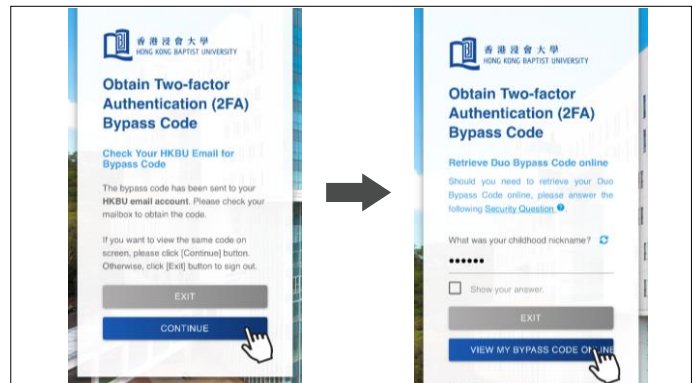 香港浸會大學
HONG KONG BAPTIST UNIVERSITY
Obtain Two-factor
Authentication (2FA)
Bypass Code
Check Your HKBU Email for
Bypass Code
The bypass code has been sent to your
HKBU email account. Please check your
mailbox to obtain the code.
If you want to view the same code on
screen, please click [Continue] button.
Otherwise, click [Exit] button to sign out.
EXIT
CONTINUE
香港浸會大學
HONG KONG BAPTIST UNIVERSITY
Obtain Two-factor
Authentication (2FA)
Bypass Code
Retrieve Duo Bypass Code online
Should you need to retrieve your Duo
Bypass Code online, please answer the
following Security Question ?.
What was your childhood nickname?
••••••
Show your answer.
EXIT
VIEW MY BYPASS CODE ONLINE